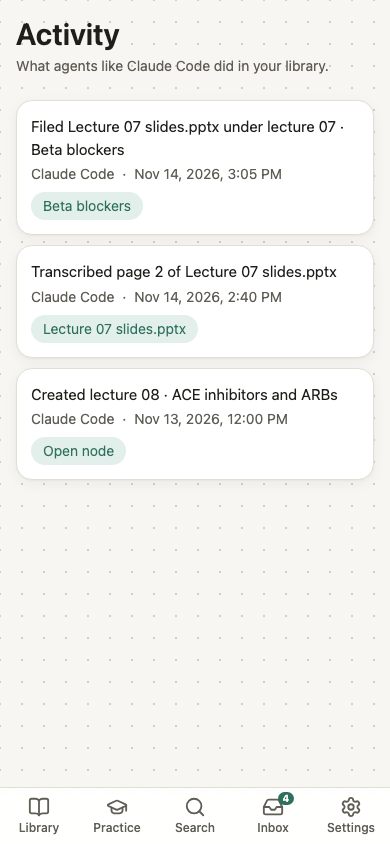 Activity
What agents like Claude Code did in your library.
Filed Lecture 07 slides.pptx under lecture 07 ·
Beta blockers
Claude Code · Nov 14, 2026, 3:05 PM
Beta blockers
Transcribed page 2 of Lecture 07 slides.pptx
Claude Code · Nov 14, 2026, 2:40 PM
Lecture 07 slides.pptx
Created lecture 08 · ACE inhibitors and ARBs
Claude Code · Nov 13, 2026, 12:00 PM
Open node
4
Library Practice Search Inbox Settings